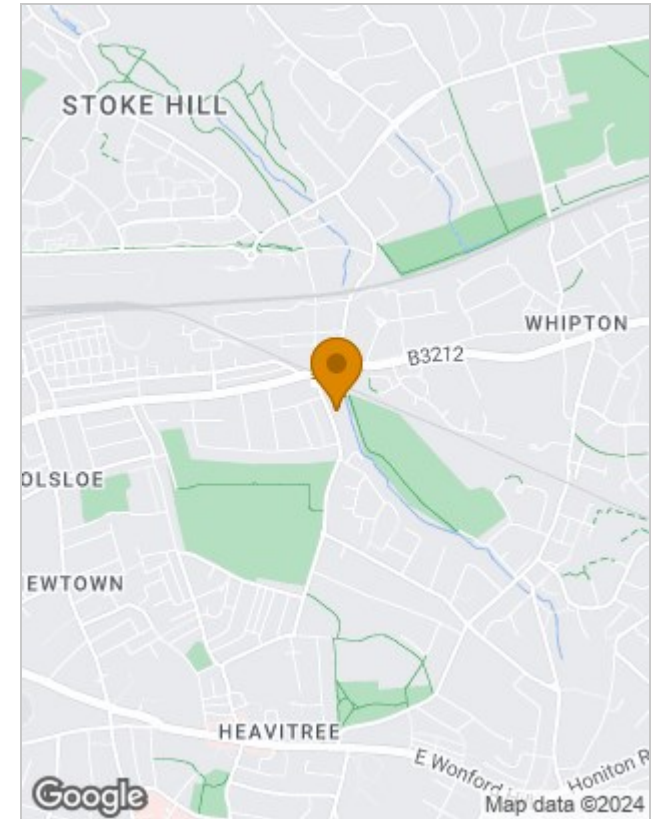 STOKE HILL
WHIPTON
B3212
OLSLOE
EWTOWN
HEAVITREE
E Wonford
Honiton R
Google
Map data ©2024